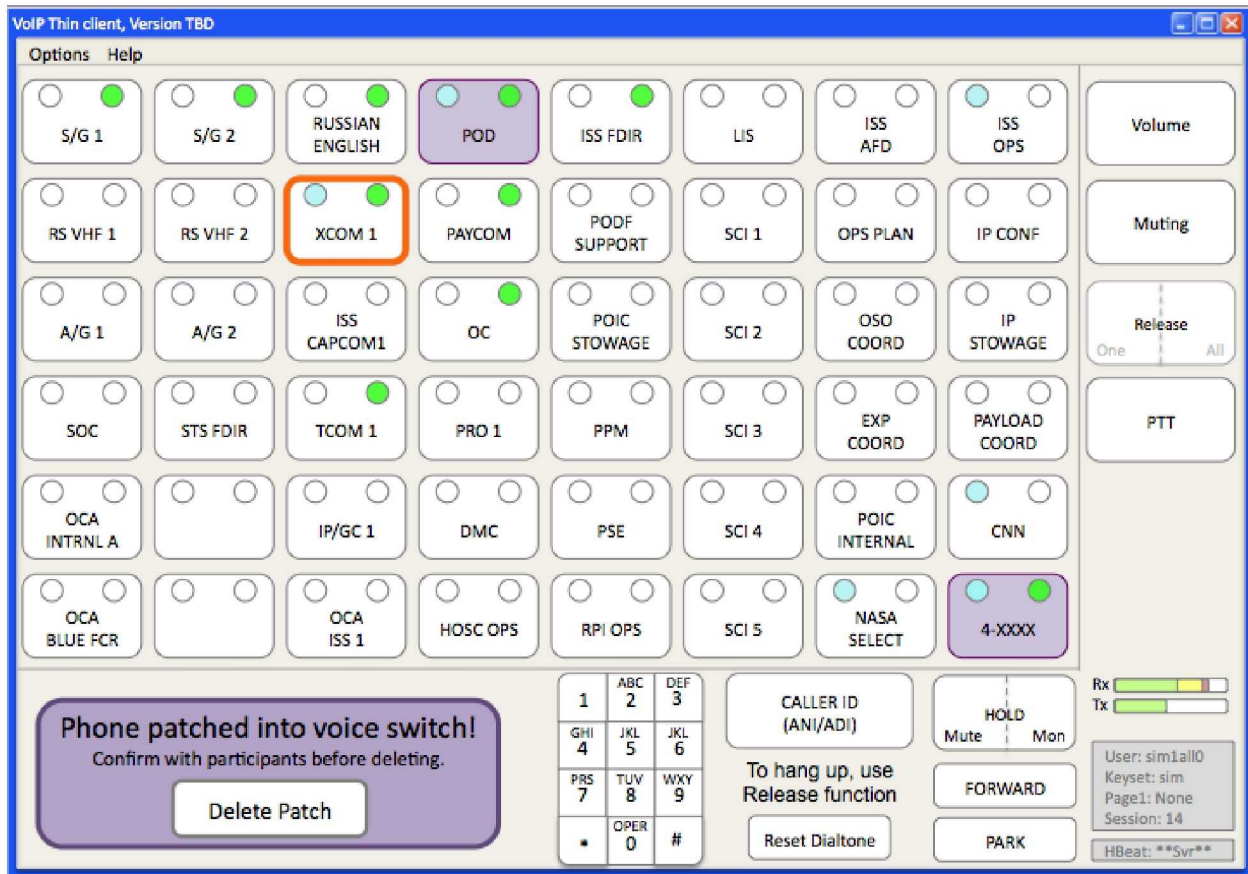 VoIP Thin client, Version TBD
Options Help
S/G 1
S/G 2
RUSSIAN
ENGLISH
POD
ISS FDIR
LIS
ISS
AFD
ISS
OPS
Volume
RS VHF 1
RS VHF 2
XCOM 1
PAYCOM
PODF
SUPPORT
SCI 1
OPS PLAN
IP CONF
Muting
A/G 1
A/G 2
ISS
CAPCOM1
OC
POIC
STOWAGE
SCI 2
OSO
COORD
IP
STOWAGE
Release
One All
SOC
STS FDIR
TCOM 1
PRO 1
PPM
SCI 3
EXP
COORD
PAYLOAD
COORD
PTT
OCA
INTRNL A
IP/GC 1
DMC
PSE
SCI 4
POIC
INTERNAL
CNN
OCA
BLUE FCR
OCA
ISS 1
HOSC OPS
RPI OPS
SCI 5
NASA
SELECT
4-XXXX
Phone patched into voice switch!
Confirm with participants before deleting.
Delete Patch
1
ABC
2
DEF
3
GHI
4
JKL
5
JKL
6
PRS
7
TUV
8
WXY
9
*
OPER
0
#
CALLER ID
(ANI/ADI)
To hang up, use
Release function
Reset Dialtone
HOLD
Mute Mon
FORWARD
PARK
Rx
Tx
User: sim1all0
Keyset: sim
Page1: None
Session: 14
HBeat: **Svr**